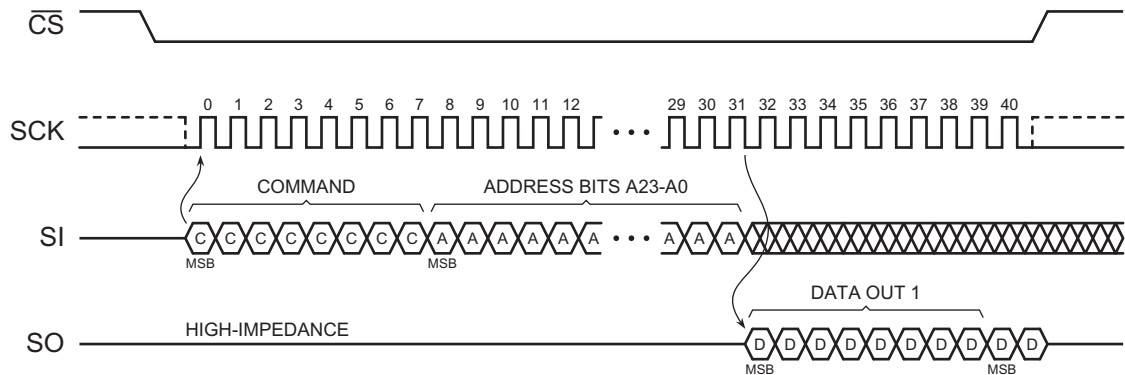 CS
0 1 2 3 4 5 6 7 8 9 10 11 12 29 30 31 32 33 34 35 36 37 38 39 40
SCK
COMMAND ADDRESS BITS A23-A0
SI C C C C C C C C A A A A A A A A A
MSB MSB
DATA OUT 1
HIGH-IMPEDANCE
SO D D D D D D D D D D
MSB MSB